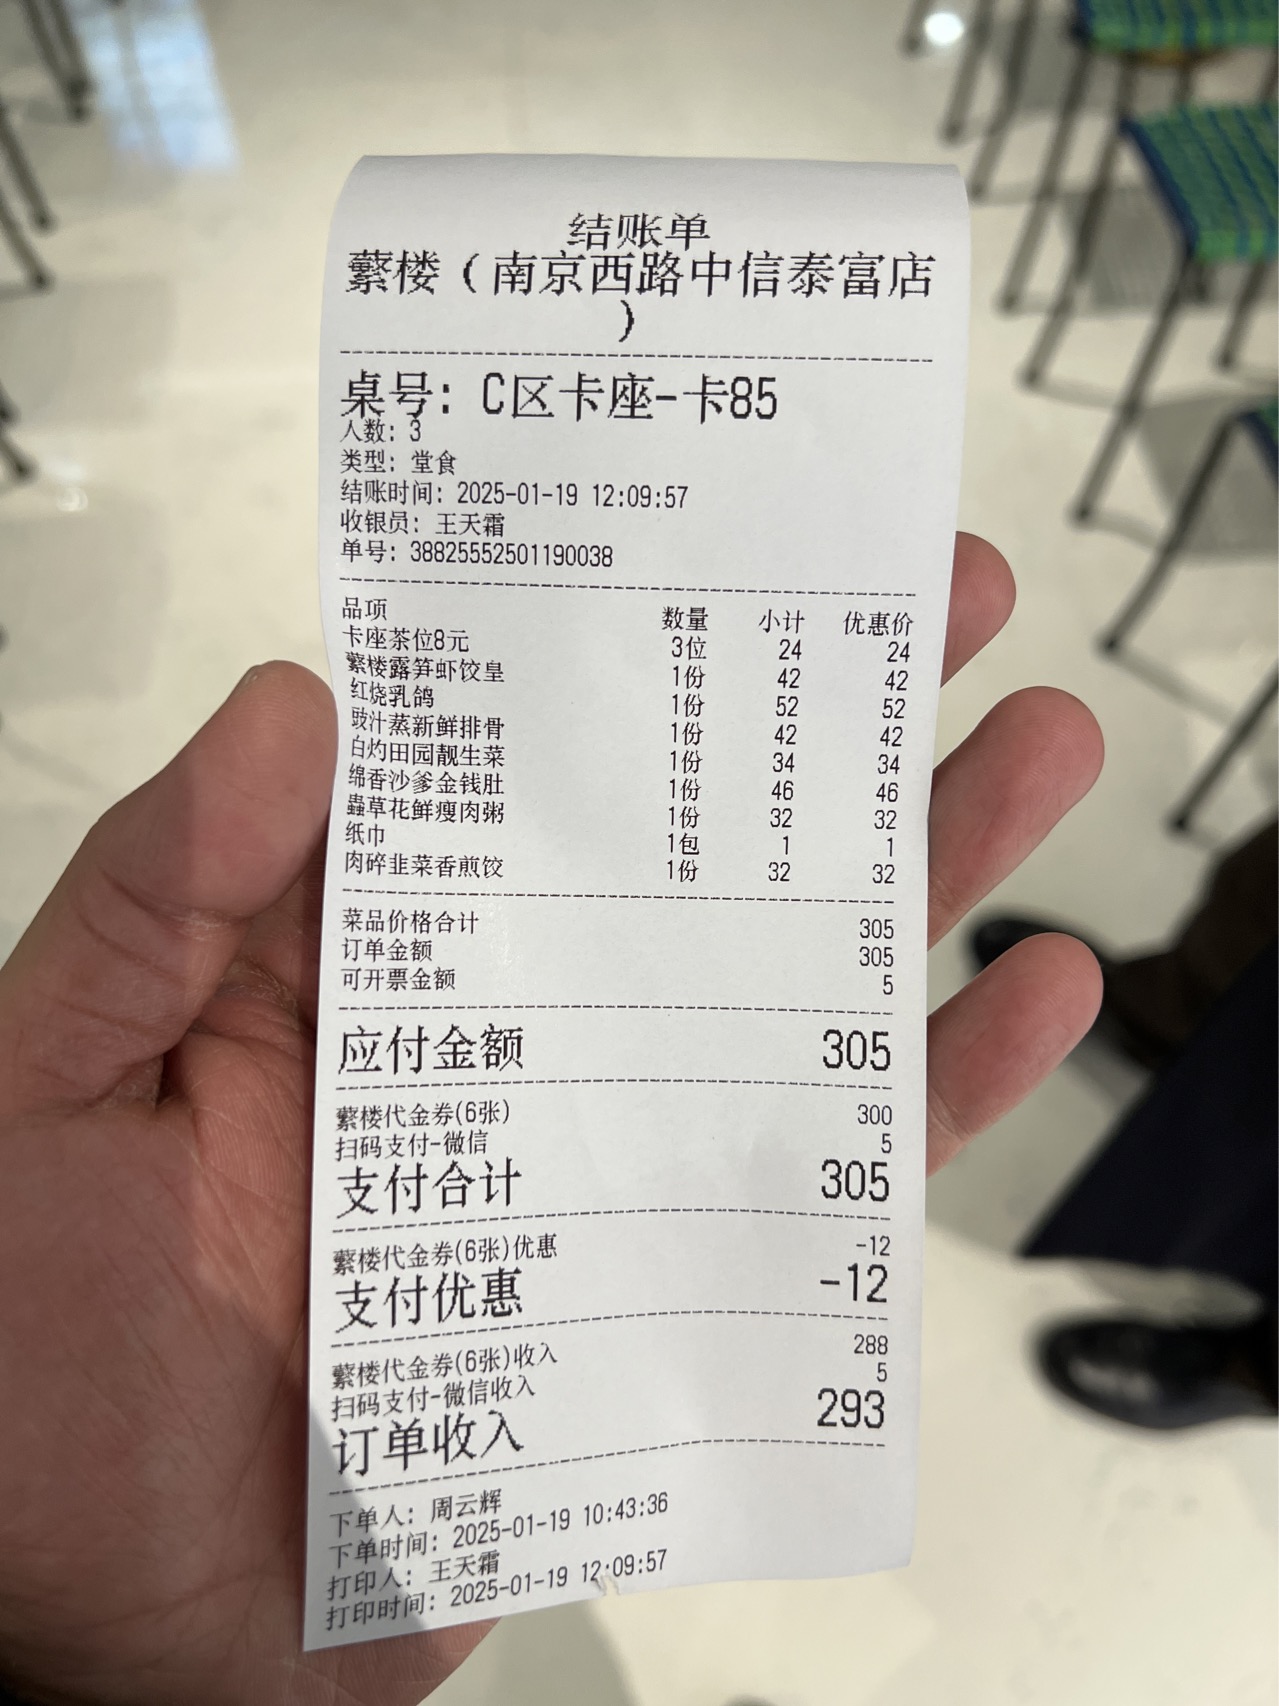 结账单
蘩楼（南京西路中信泰富店
）
桌号: C区卡座-卡85
人数: 3
类型: 堂食
结账时间: 2025-01-19 12:09:57
收银员: 王天霜
单号: 38825552501190038
品项 数量 小计 优惠价
卡座茶位8元 3位 24 24
蘩楼露笋虾饺皇 1份 42 42
红烧乳鸽 1份 52 52
豉汁蒸新鲜排骨 1份 42 42
白灼田园靓生菜 1份 34 34
绵香沙爹金钱肚 1份 46 46
蟲草花鲜瘦肉粥 1份 32 32
纸巾 1包 1 1
肉碎韭菜香煎饺 1份 32 32
菜品价格合计 305
订单金额 305
可开票金额 5
应付金额 305
蘩楼代金券(6张) 300
扫码支付-微信 5
支付合计 305
蘩楼代金券(6张)优惠 -12
支付优惠 -12
蘩楼代金券(6张)收入 288
扫码支付-微信收入 5
订单收入 293
下单人: 周云辉
下单时间: 2025-01-19 10:43:36
打印人: 王天霜
打印时间: 2025-01-19 12:09:57